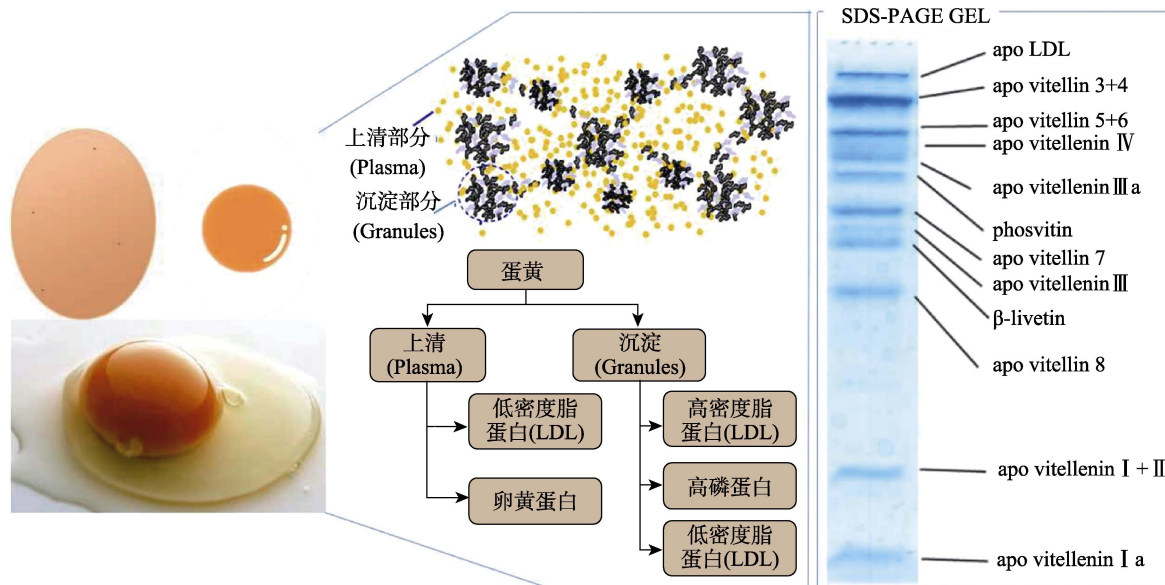 上清部分
(Plasma)
沉淀部分
(Granules)
蛋黄
上清
(Plasma)
沉淀
(Granules)
低密度脂
蛋白(LDL)
卵黄蛋白
高密度脂
蛋白(LDL)
高磷蛋白
低密度脂
蛋白(LDL)
SDS-PAGE GEL
apo LDL
apo vitellin 3+4
apo vitellin 5+6
apo vitellenin Ⅳ
apo vitellenin Ⅲ a
phosvitin
apo vitellin 7
apo vitellenin Ⅲ
β-livetin
apo vitellin 8
apo vitellenin Ⅰ + Ⅱ
apo vitellenin Ⅰ a